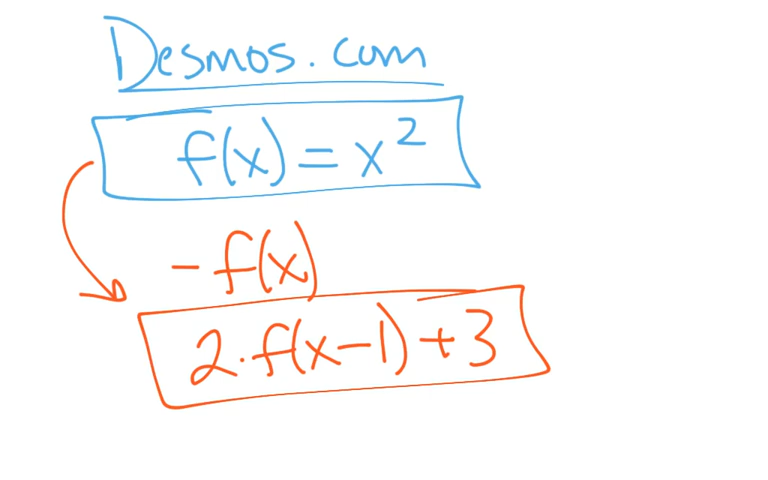 Desmos.com
f(x) = x²
- f(x)
2·f(x-1)+3